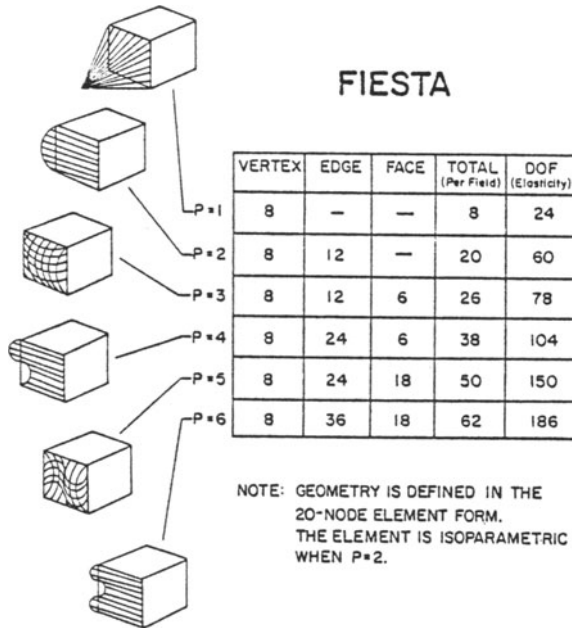 FIESTA
VERTEX EDGE FACE TOTAL (Per Field) DOF (Elasticity)
P=1 8 — — 8 24
P=2 8 12 — 20 60
P=3 8 12 6 26 78
P=4 8 24 6 38 104
P=5 8 24 18 50 150
P=6 8 36 18 62 186
NOTE: GEOMETRY IS DEFINED IN THE
20-NODE ELEMENT FORM.
THE ELEMENT IS ISOPARAMETRIC
WHEN P=2.